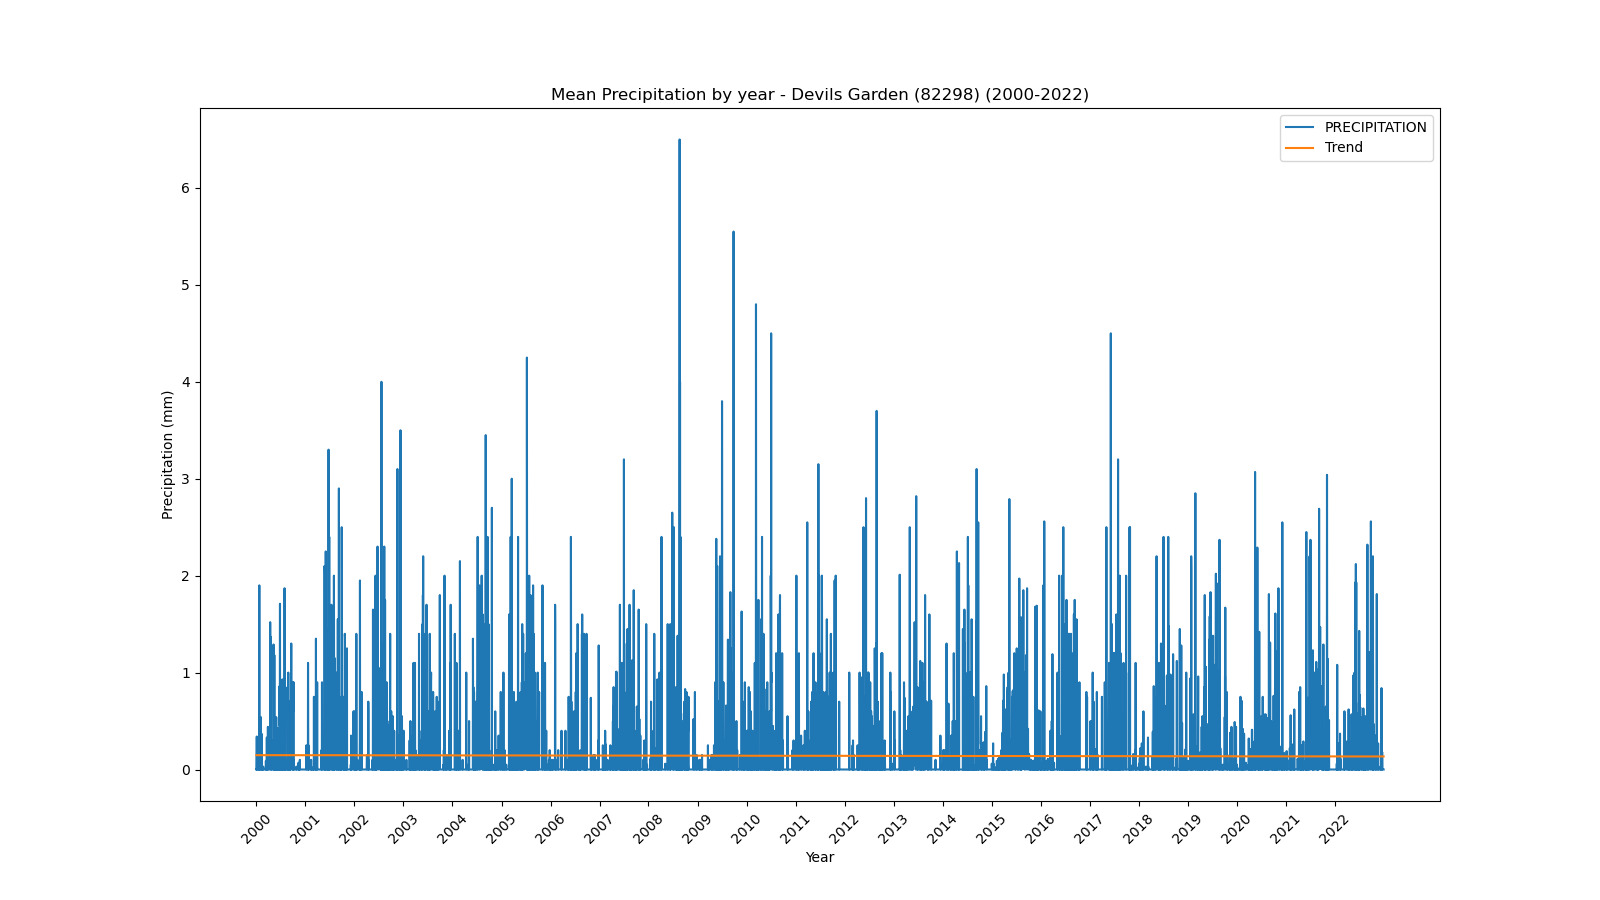 Mean Precipitation by year - Devils Garden (82298) (2000-2022)
PRECIPITATION
Trend
6
5
4
3
2
1
0
Precipitation (mm)
2000 2001 2002 2003 2004 2005 2006 2007 2008 2009 2010 2011 2012 2013 2014 2015 2016 2017 2018 2019 2020 2021 2022
Year